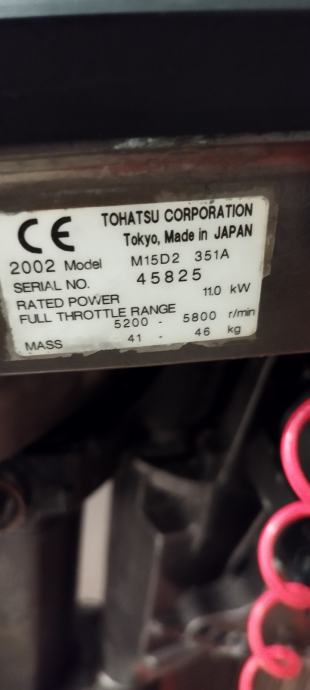 CE TOHATSU CORPORATION
Tokyo, Made in JAPAN
2002 Model M15D2 351A
SERIAL NO. 45825
RATED POWER 11.0 kW
FULL THROTTLE RANGE
5200 - 5800 r/min
MASS 41 - 46 kg